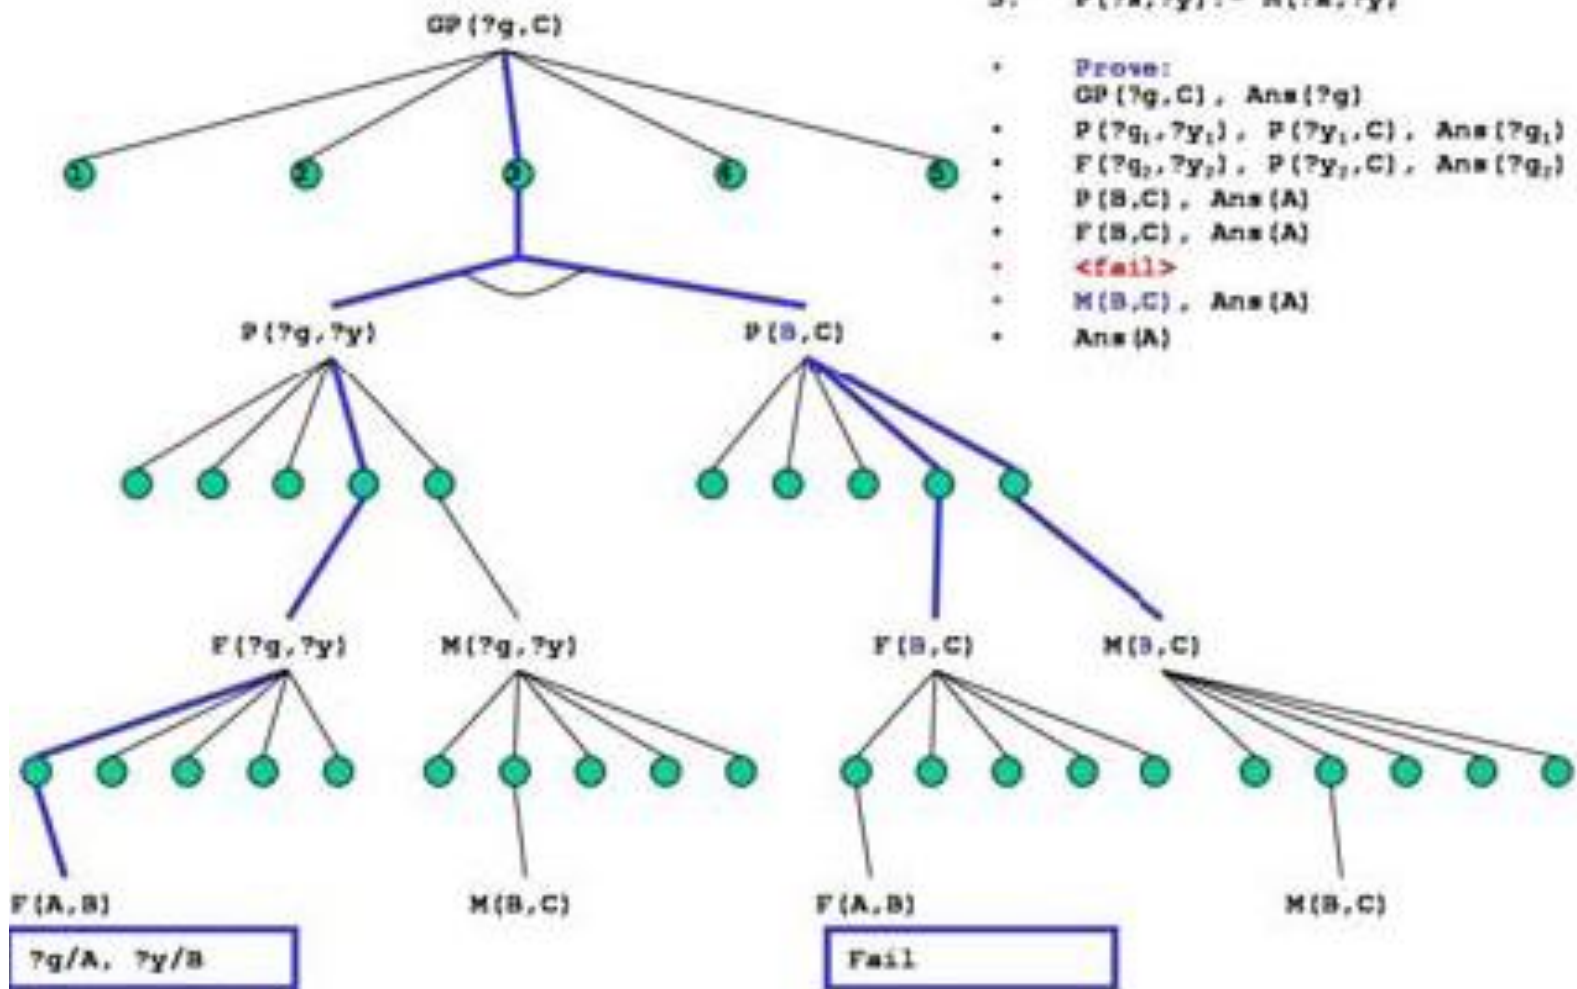 GP(?g,C)
Prove:
GP(?g,C), Ans(?g)
P(?g₁,?y₁), P(?y₁,C), Ans(?g₁)
F(?g₂,?y₂), P(?y₂,C), Ans(?g₂)
P(B,C), Ans(A)
F(B,C), Ans(A)
<fail>
M(B,C), Ans(A)
Ans(A)
1 2 3 4 5
P(?g,?y) P(B,C)
F(?g,?y) M(?g,?y) F(B,C) M(B,C)
F(A,B) M(B,C) F(A,B) M(B,C)
?g/A, ?y/B Fail